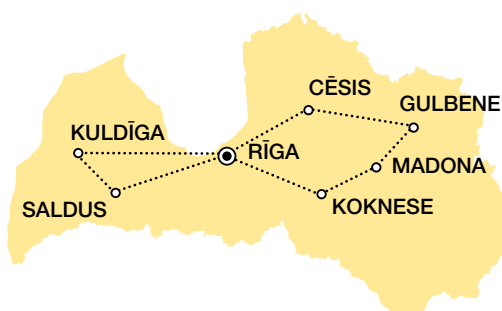 CĒSIS
GULBENE
KULDĪGA
RĪGA
MADONA
SALDUS
KOKNESE